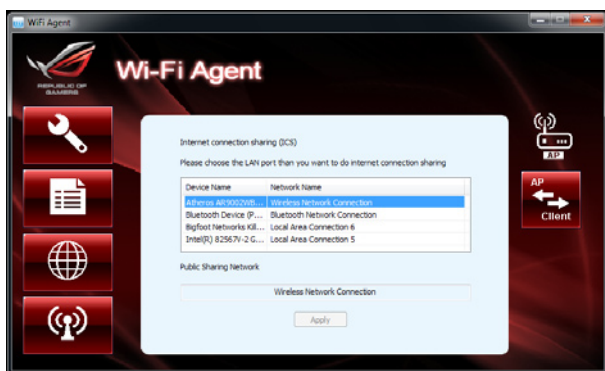 WiFi Agent
REPUBLIC OF
GAMERS
Wi-Fi Agent
Internet connection sharing (ICS)
Please choose the LAN port than you want to do internet connection sharing
Device Name Network Name
Atheros AR9002WB... Wireless Network Connection
Bluetooth Device (P... Bluetooth Network Connection
Bigfoot Networks Kill... Local Area Connection 6
Intel(R) 82567V-2 G... Local Area Connection 5
Public Sharing Network
Wireless Network Connection
Apply
AP
AP
Client